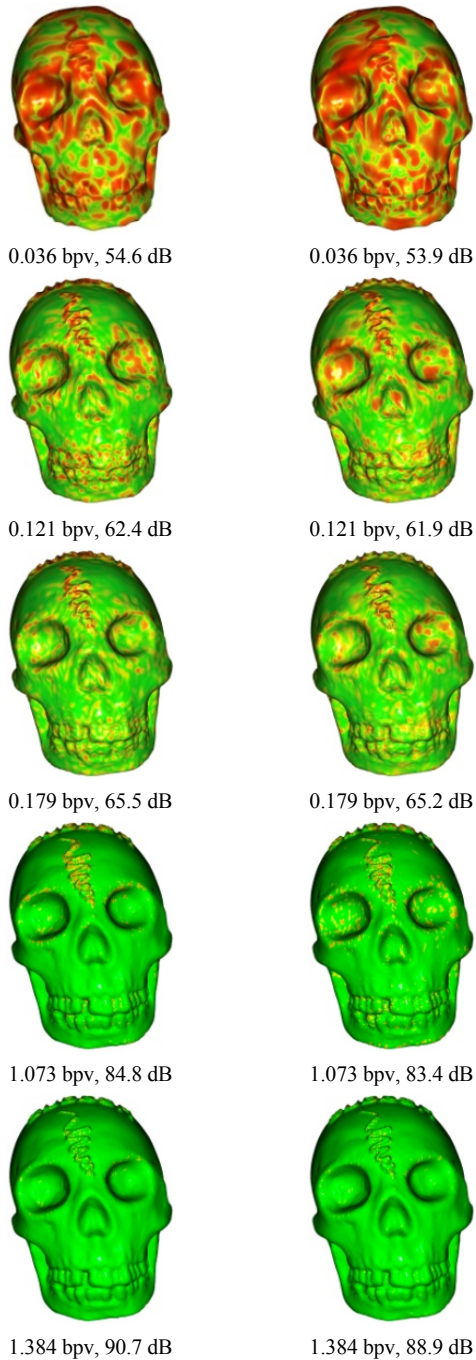 0.036 bpv, 54.6 dB 0.036 bpv, 53.9 dB
0.121 bpv, 62.4 dB 0.121 bpv, 61.9 dB
0.179 bpv, 65.5 dB 0.179 bpv, 65.2 dB
1.073 bpv, 84.8 dB 1.073 bpv, 83.4 dB
1.384 bpv, 90.7 dB 1.384 bpv, 88.9 dB